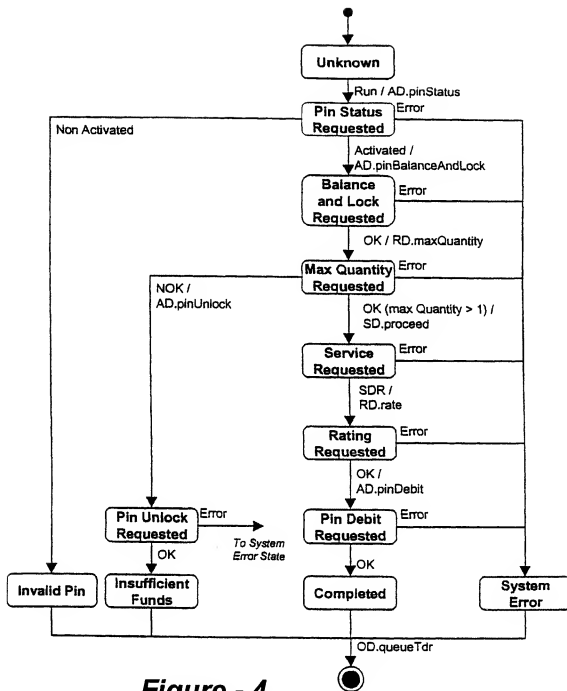 Unknown
Run / AD.pinStatus
Pin Status
Requested
Error
Non Activated
Activated /
AD.pinBalanceAndLock
Balance
and Lock
Requested
Error
OK / RD.maxQuantity
Max Quantity
Requested
Error
NOK /
AD.pinUnlock
OK (max Quantity > 1) /
SD.proceed
Service
Requested
Error
SDR /
RD.rate
Rating
Requested
Error
OK /
AD.pinDebit
Pin Unlock
Requested
Error
To System
Error State
Pin Debit
Requested
Error
OK
OK
Invalid Pin
Insufficient
Funds
Completed
System
Error
OD.queueTdr
Figure - 4